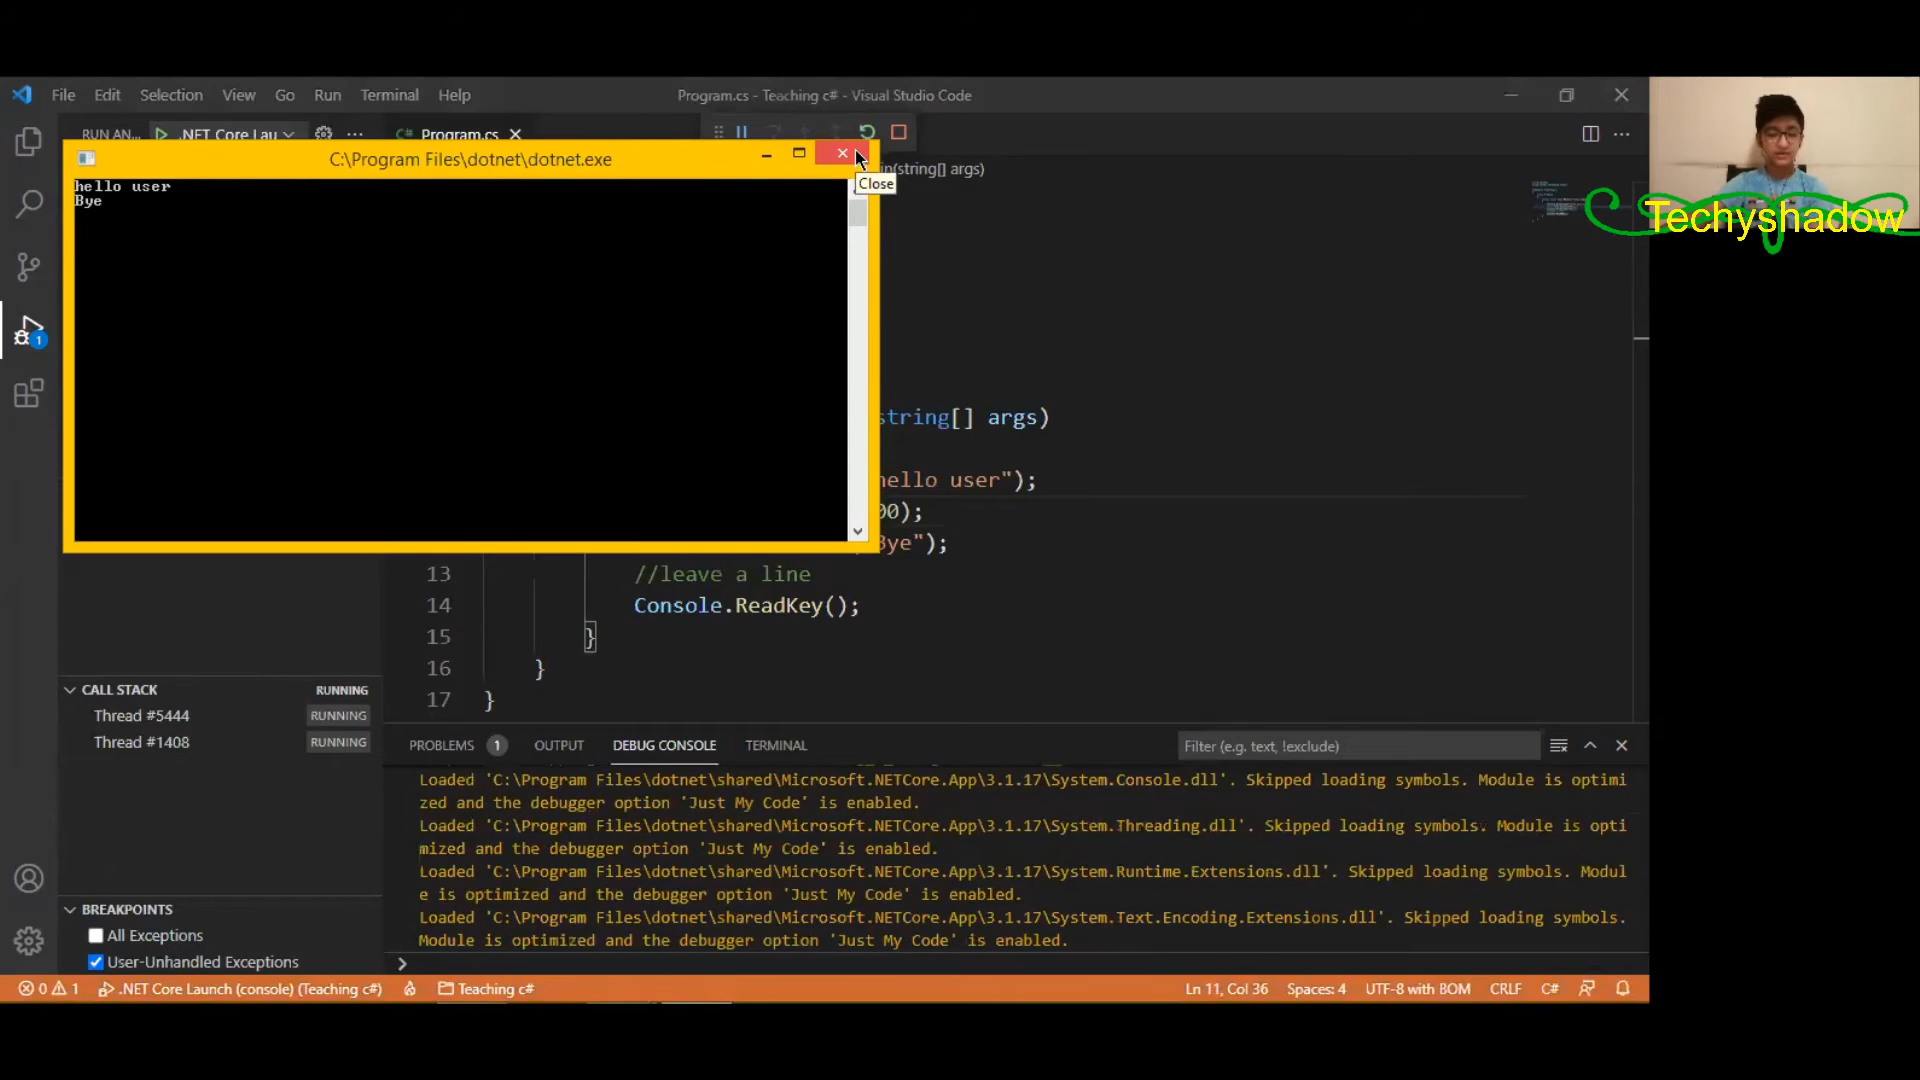 File Edit Selection View Go Run Terminal Help
Program.cs - Teaching c# - Visual Studio Code
RUN AN... .NET Core Lau ...
C# Program.cs
C:\Program Files\dotnet\dotnet.exe
Close
in(string[] args)
hello user
Bye
Techyshadow
string[] args)
hello user");
00);
Bye");
13 //leave a line
14 Console.ReadKey();
15 }
16 }
17 }
CALL STACK RUNNING
Thread #5444 RUNNING
Thread #1408 RUNNING
BREAKPOINTS
All Exceptions
User-Unhandled Exceptions
PROBLEMS 1 OUTPUT DEBUG CONSOLE TERMINAL
Filter (e.g. text, !exclude)
Loaded 'C:\Program Files\dotnet\shared\Microsoft.NETCore.App\3.1.17\System.Console.dll'. Skipped loading symbols. Module is optimi
zed and the debugger option 'Just My Code' is enabled.
Loaded 'C:\Program Files\dotnet\shared\Microsoft.NETCore.App\3.1.17\System.Threading.dll'. Skipped loading symbols. Module is opti
mized and the debugger option 'Just My Code' is enabled.
Loaded 'C:\Program Files\dotnet\shared\Microsoft.NETCore.App\3.1.17\System.Runtime.Extensions.dll'. Skipped loading symbols. Modul
e is optimized and the debugger option 'Just My Code' is enabled.
Loaded 'C:\Program Files\dotnet\shared\Microsoft.NETCore.App\3.1.17\System.Text.Encoding.Extensions.dll'. Skipped loading symbols.
Module is optimized and the debugger option 'Just My Code' is enabled.
0 1 .NET Core Launch (console) (Teaching c#) Teaching c#
Ln 11, Col 36 Spaces: 4 UTF-8 with BOM CRLF C#